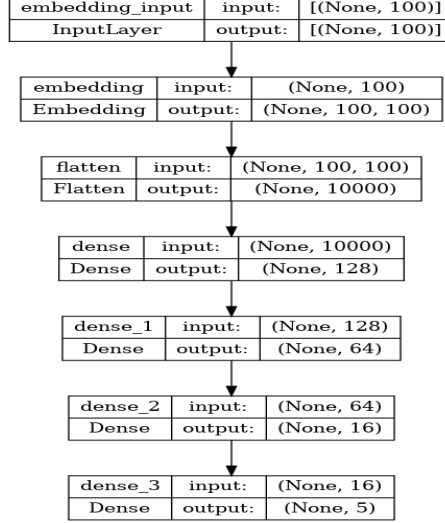 embedding_input input: [(None, 100)]
InputLayer output: [(None, 100)]
embedding input: (None, 100)
Embedding output: (None, 100, 100)
flatten input: (None, 100, 100)
Flatten output: (None, 10000)
dense input: (None, 10000)
Dense output: (None, 128)
dense_1 input: (None, 128)
Dense output: (None, 64)
dense_2 input: (None, 64)
Dense output: (None, 16)
dense_3 input: (None, 16)
Dense output: (None, 5)